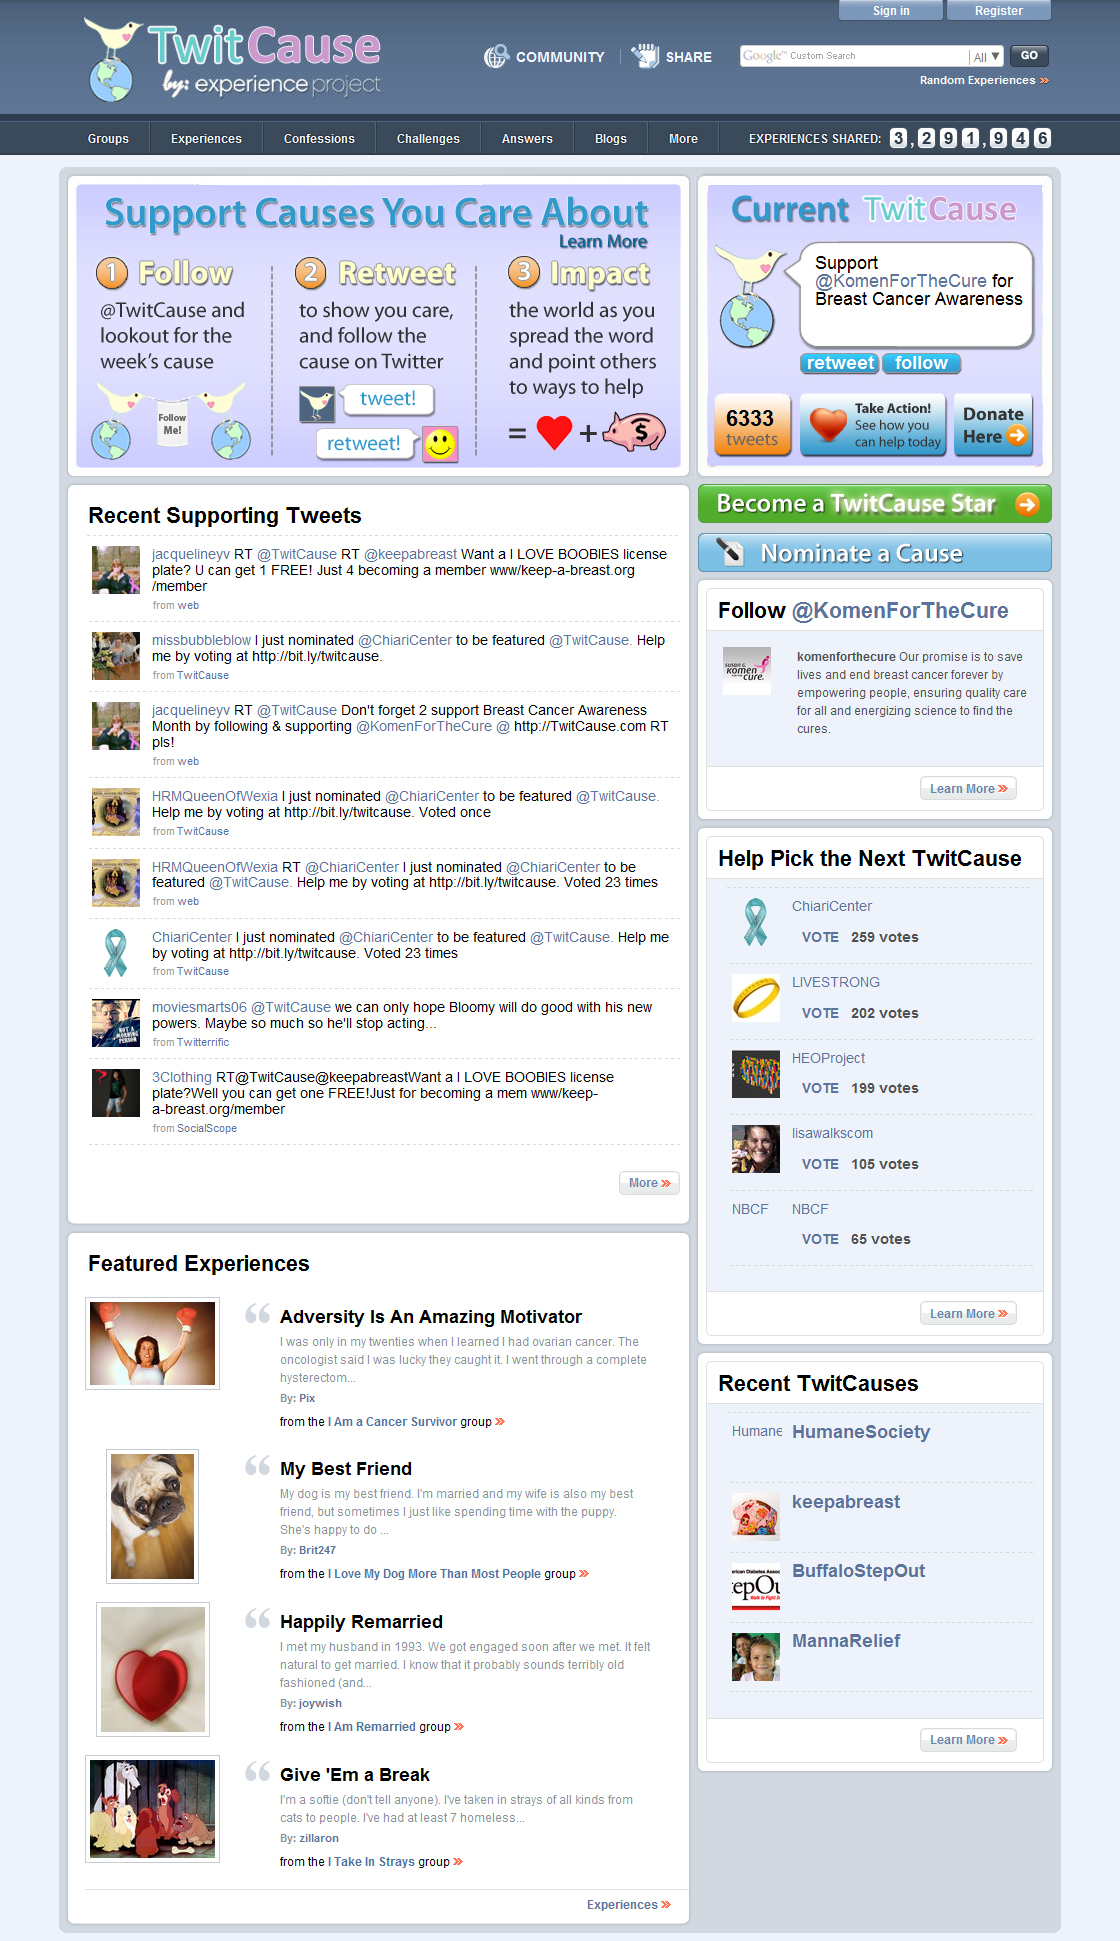 Sign in
Register
TwitCause
by: experience project
COMMUNITY
SHARE
Google™ Custom Search
All ▼
GO
Random Experiences »
Groups
Experiences
Confessions
Challenges
Answers
Blogs
More
EXPERIENCES SHARED: 3,291,946
Support Causes You Care About
Learn More
1 Follow
@TwitCause and
lookout for the
week's cause
Follow
Me!
2 Retweet
to show you care,
and follow the
cause on Twitter
tweet!
retweet!
3 Impact
the world as you
spread the word
and point others
to ways to help
= + $
Current TwitCause
Support
@KomenForTheCure for
Breast Cancer Awareness
retweet
follow
6333
tweets
Take Action!
See how you
can help today
Donate
Here
Become a TwitCause Star
Nominate a Cause
Recent Supporting Tweets
jacquelineyv RT @TwitCause RT @keepabreast Want a I LOVE BOOBIES license
plate? U can get 1 FREE! Just 4 becoming a member www/keep-a-breast.org
/member
from web
missbubbleblow I just nominated @ChiariCenter to be featured @TwitCause. Help
me by voting at http://bit.ly/twitcause.
from TwitCause
jacquelineyv RT @TwitCause Don't forget 2 support Breast Cancer Awareness
Month by following & supporting @KomenForTheCure @ http://TwitCause.com RT
pls!
from web
HRMQueenOfWexia I just nominated @ChiariCenter to be featured @TwitCause.
Help me by voting at http://bit.ly/twitcause. Voted once
from TwitCause
HRMQueenOfWexia RT @ChiariCenter I just nominated @ChiariCenter to be
featured @TwitCause. Help me by voting at http://bit.ly/twitcause. Voted 23 times
from web
ChiariCenter I just nominated @ChiariCenter to be featured @TwitCause. Help me
by voting at http://bit.ly/twitcause. Voted 23 times
from TwitCause
NOT A
MORNING
PERSON
moviesmarts06 @TwitCause we can only hope Bloomy will do good with his new
powers. Maybe so much so he'll stop acting...
from Twitterrific
3Clothing RT@TwitCause@keepabreastWant a I LOVE BOOBIES license
plate?Well you can get one FREE!Just for becoming a mem www/keep-
a-breast.org/member
from SocialScope
More »
Featured Experiences
Adversity Is An Amazing Motivator
I was only in my twenties when I learned I had ovarian cancer. The
oncologist said I was lucky they caught it. I went through a complete
hysterectom...
By: Pix
from the I Am a Cancer Survivor group »
My Best Friend
My dog is my best friend. I'm married and my wife is also my best
friend, but sometimes I just like spending time with the puppy.
She's happy to do ...
By: Brit247
from the I Love My Dog More Than Most People group »
Happily Remarried
I met my husband in 1993. We got engaged soon after we met. It felt
natural to get married. I know that it probably sounds terribly old
fashioned (and...
By: joywish
from the I Am Remarried group »
Give 'Em a Break
I'm a softie (don't tell anyone). I've taken in strays of all kinds from
cats to people. I've had at least 7 homeless...
By: zillaron
from the I Take In Strays group »
Experiences »
Follow @KomenForTheCure
SUSAN G.
komen
FOR THE
cure.
komenforthecure Our promise is to save
lives and end breast cancer forever by
empowering people, ensuring quality care
for all and energizing science to find the
cures.
Learn More »
Help Pick the Next TwitCause
ChiariCenter
VOTE 259 votes
LIVESTRONG
VOTE 202 votes
HEOProject
VOTE 199 votes
lisawalkscom
VOTE 105 votes
NBCF NBCF
VOTE 65 votes
Learn More »
Recent TwitCauses
Humane HumaneSociety
keepabreast
rican Diabetes Assoc
tepOu
Walk to Fight D
BuffaloStepOut
MannaRelief
Learn More »